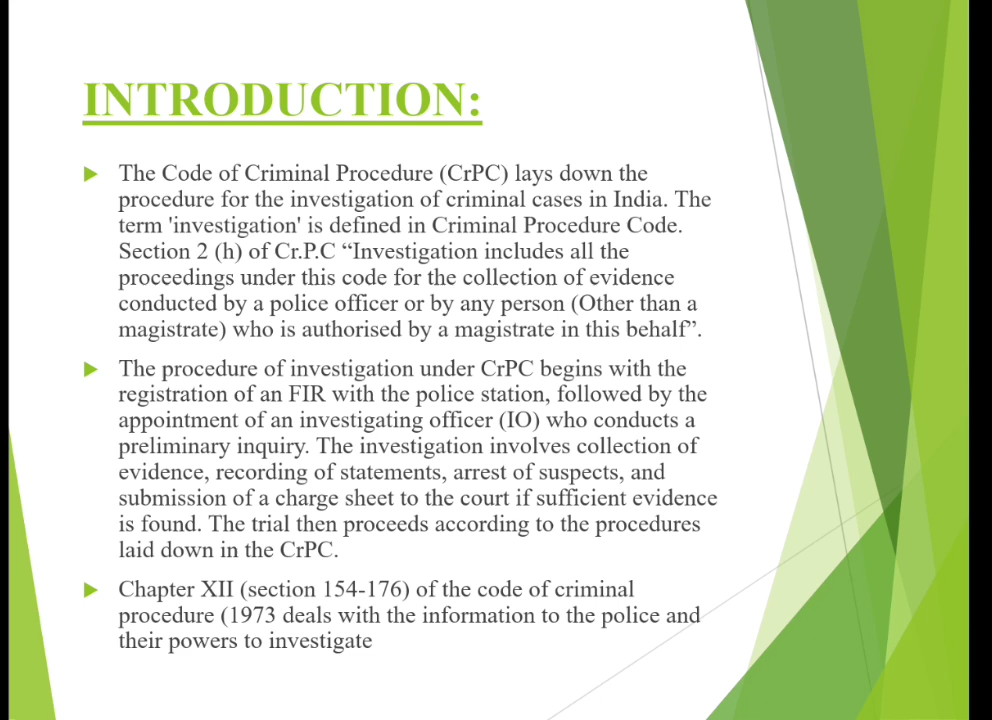 INTRODUCTION:
The Code of Criminal Procedure (CrPC) lays down the
procedure for the investigation of criminal cases in India. The
term 'investigation' is defined in Criminal Procedure Code.
Section 2 (h) of Cr.P.C “Investigation includes all the
proceedings under this code for the collection of evidence
conducted by a police officer or by any person (Other than a
magistrate) who is authorised by a magistrate in this behalf”.
The procedure of investigation under CrPC begins with the
registration of an FIR with the police station, followed by the
appointment of an investigating officer (IO) who conducts a
preliminary inquiry. The investigation involves collection of
evidence, recording of statements, arrest of suspects, and
submission of a charge sheet to the court if sufficient evidence
is found. The trial then proceeds according to the procedures
laid down in the CrPC.
Chapter XII (section 154-176) of the code of criminal
procedure (1973 deals with the information to the police and
their powers to investigate